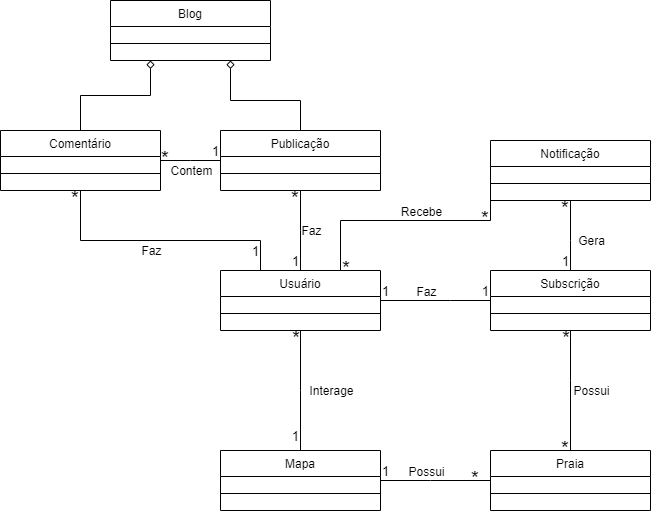 Blog
Comentário
* 1
Contem
Publicação
Notificação
*
*
Faz
*
Faz
1
1
Recebe
*
*
*
Gera
1
Usuário
1 Faz 1
Subscrição
*
Interage
1
*
Possui
*
Mapa
1 Possui *
Praia